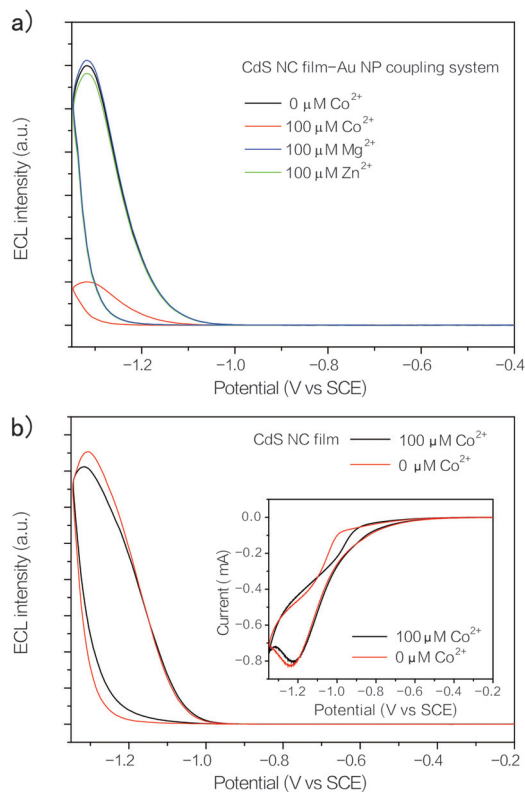 a)
CdS NC film–Au NP coupling system
0 μM Co²⁺
100 μM Co²⁺
100 μM Mg²⁺
100 μM Zn²⁺
ECL intensity (a.u.)
−1.2 −1.0 −0.8 −0.6 −0.4
Potential (V vs SCE)
b)
CdS NC film
100 μM Co²⁺
0 μM Co²⁺
ECL intensity (a.u.)
0.0
−0.2
−0.4
−0.6
−0.8
Current ( mA)
100 μM Co²⁺
0 μM Co²⁺
−1.2 −1.0 −0.8 −0.6 −0.4 −0.2
Potential (V vs SCE)
−1.2 −1.0 −0.8 −0.6 −0.4 −0.2
Potential (V vs SCE)